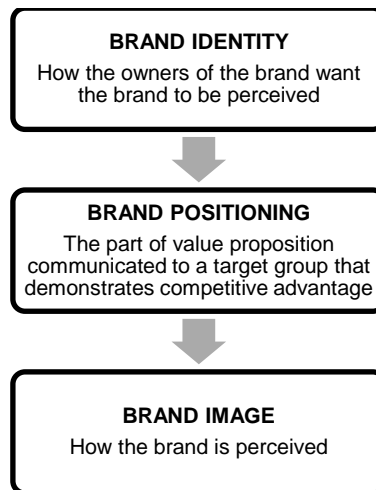 BRAND IDENTITY
How the owners of the brand want
the brand to be perceived
BRAND POSITIONING
The part of value proposition
communicated to a target group that
demonstrates competitive advantage
BRAND IMAGE
How the brand is perceived